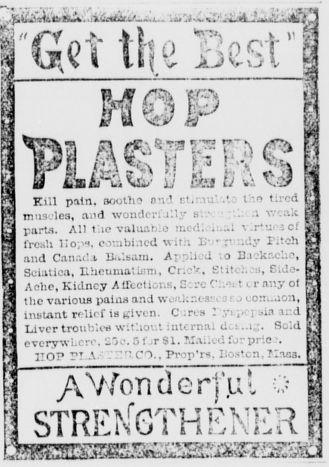 "Get the Best"
HOP
PLASTERS
Kill pain, soothe and stimulate the tired
muscles, and wonderfully strengthen weak
parts. All the valuable medicinal virtues of
fresh Hops, combined with Burgundy Pitch
and Canada Balsam. Applied to Backache,
Sciatica, Rheumatism, Crick, Stitches, Side-
Ache, Kidney Affections, Sore Chest or any of
the various pains and weaknesses so common,
instant relief is given. Cures Dyspepsia and
Liver troubles without internal dosing. Sold
everywhere, 25c. 5 for $1. Mailed for price.
HOP PLASTER CO., Prop'rs, Boston, Mass.
A Wonderful
STRENGTHENER